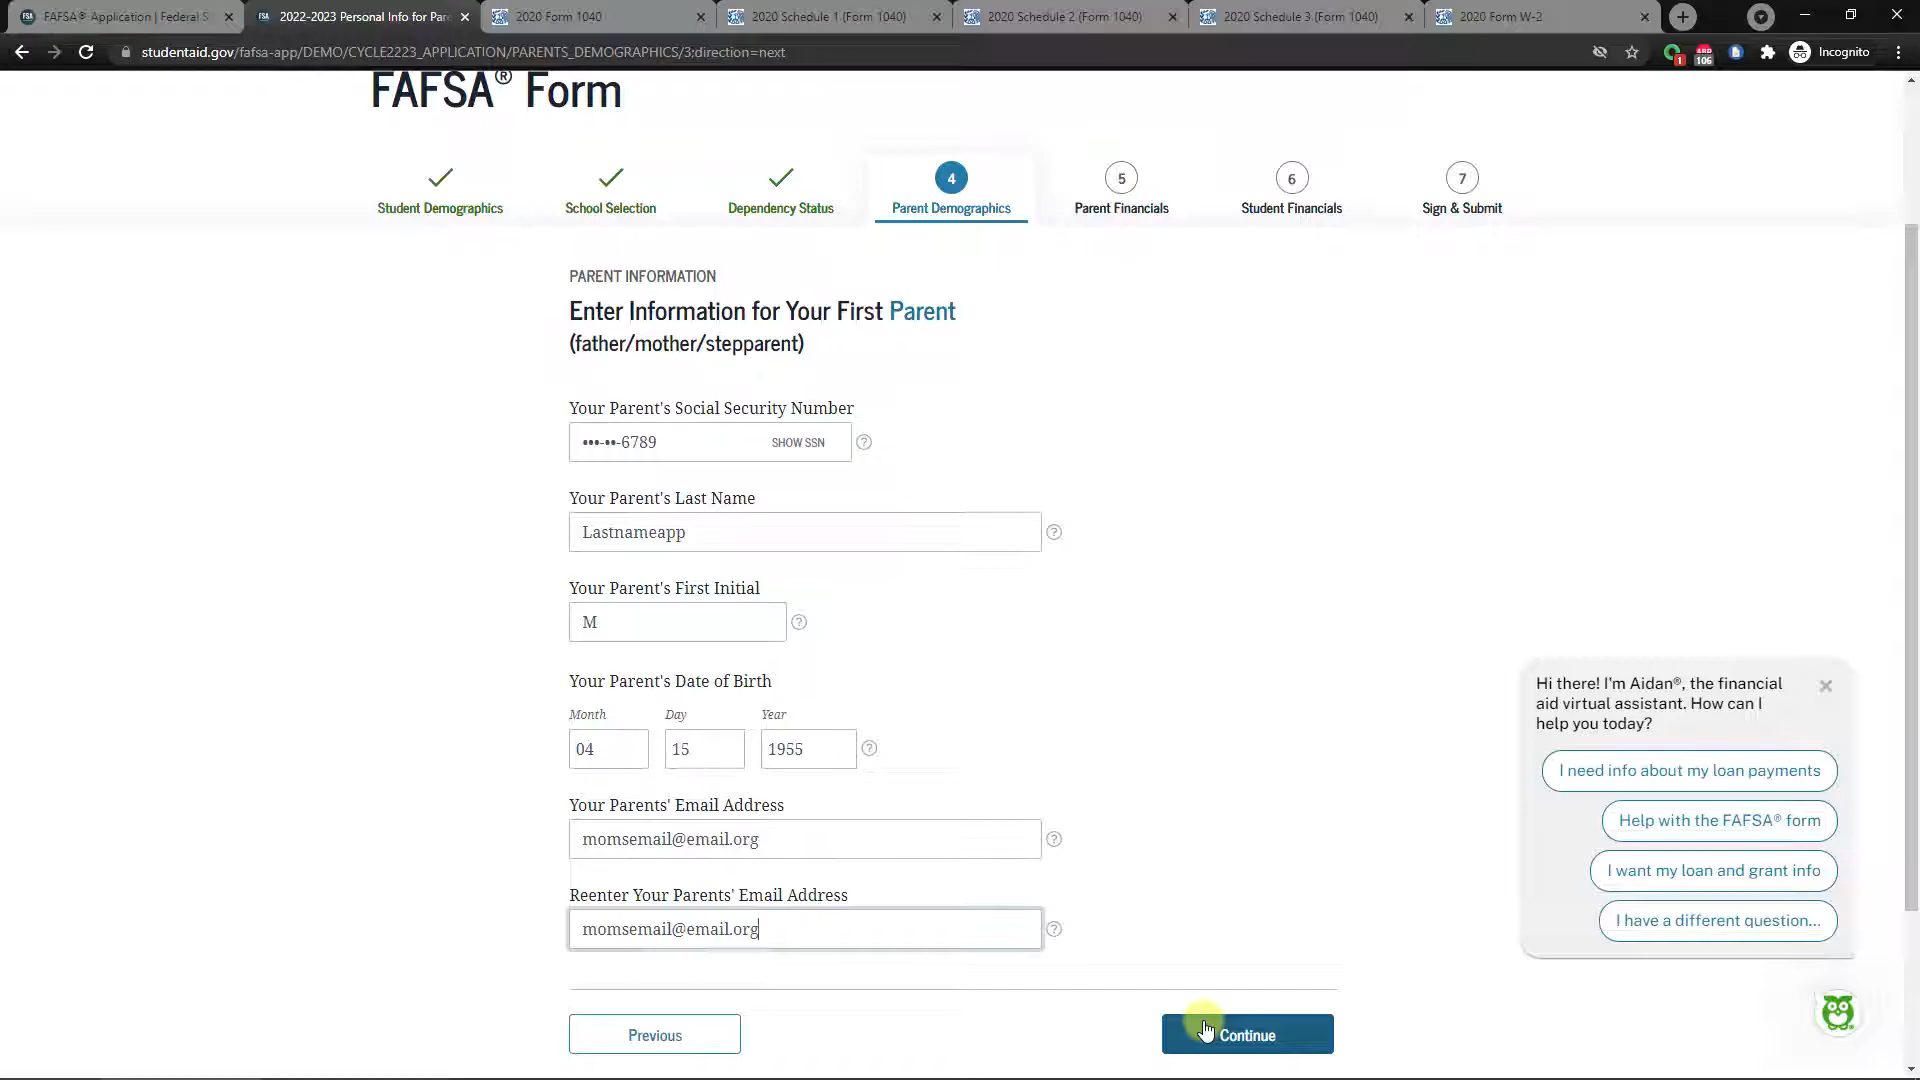 FAFSA® Application | Federal S
2022-2023 Personal Info for Par
2020 Form 1040
2020 Schedule 1 (Form 1040)
2020 Schedule 2 (Form 1040)
2020 Schedule 3 (Form 1040)
2020 Form W-2
studentaid.gov/fafsa-app/DEMO/CYCLE2223_APPLICATION/PARENTS_DEMOGRAPHICS/3;direction=next
1
106
Incognito
FAFSA® Form
4
5
6
7
Student Demographics
School Selection
Dependency Status
Parent Demographics
Parent Financials
Student Financials
Sign & Submit
PARENT INFORMATION
Enter Information for Your First Parent
(father/mother/stepparent)
Your Parent's Social Security Number
•••-••-6789
SHOW SSN
?
Your Parent's Last Name
Lastnameapp
?
Your Parent's First Initial
M
?
Your Parent's Date of Birth
Month
Day
Year
04
15
1955
?
Your Parents' Email Address
momsemail@email.org
?
Reenter Your Parents' Email Address
momsemail@email.org
?
Previous
Continue
Hi there! I'm Aidan®, the financial
aid virtual assistant. How can I
help you today?
I need info about my loan payments
Help with the FAFSA® form
I want my loan and grant info
I have a different question...